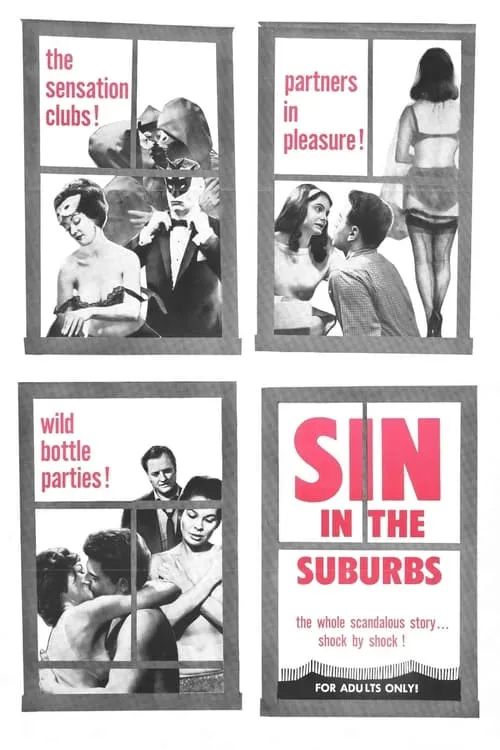 the
sensation
clubs!
partners
in
pleasure!
wild
bottle
parties!
SIN
IN THE
SUBURBS
the whole scandalous story...
shock by shock!
FOR ADULTS ONLY!